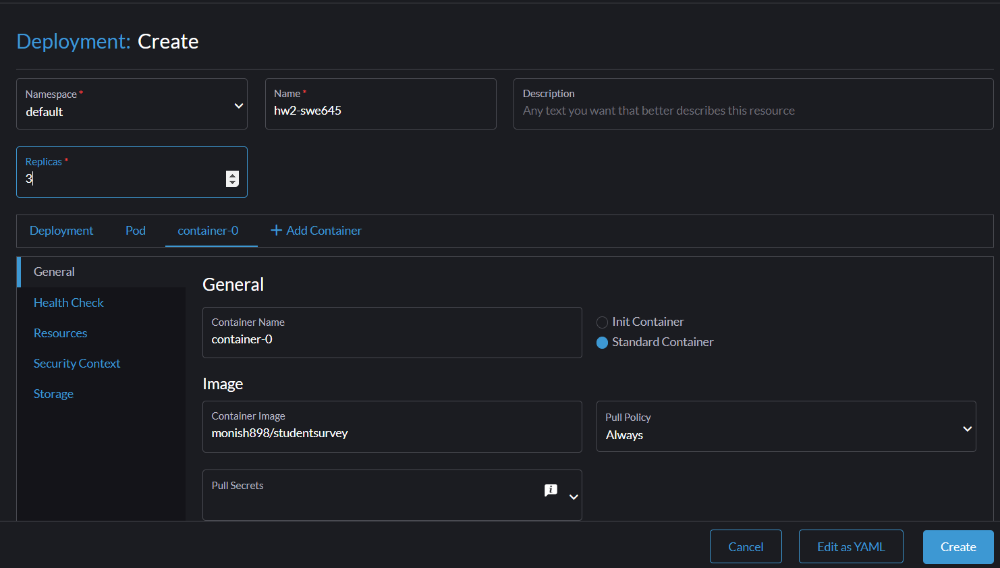 Deployment: Create
Namespace *
default
Name *
hw2-swe645
Description
Any text you want that better describes this resource
Replicas *
3
Deployment
Pod
container-0
+ Add Container
General
Health Check
Resources
Security Context
Storage
General
Container Name
container-0
Init Container
Standard Container
Image
Container Image
monish898/studentsurvey
Pull Policy
Always
Pull Secrets
i
Cancel
Edit as YAML
Create